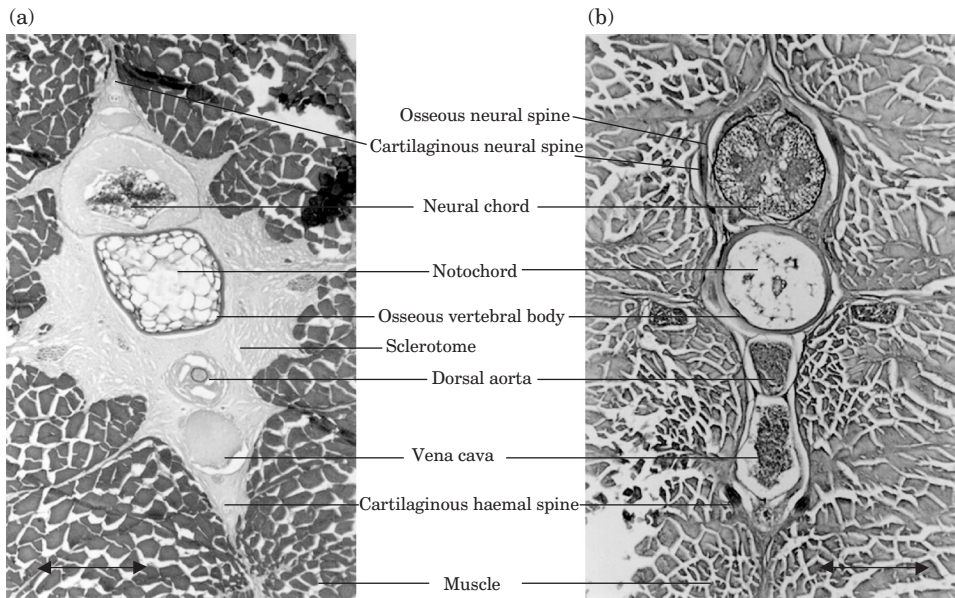 (a)
(b)
Osseous neural spine
Cartilaginous neural spine
Neural chord
Notochord
Osseous vertebral body
Sclerotome
Dorsal aorta
Vena cava
Cartilaginous haemal spine
Muscle